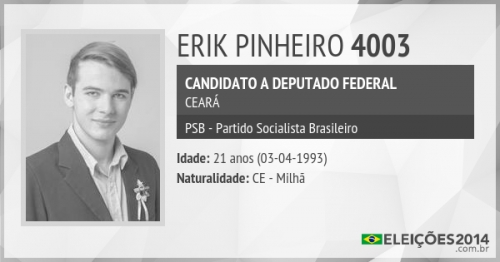 ERIK PINHEIRO 4003
CANDIDATO A DEPUTADO FEDERAL
CEARÁ
PSB - Partido Socialista Brasileiro
Idade: 21 anos (03-04-1993)
Naturalidade: CE - Milhã
ELEIÇÕES2014
.com.br